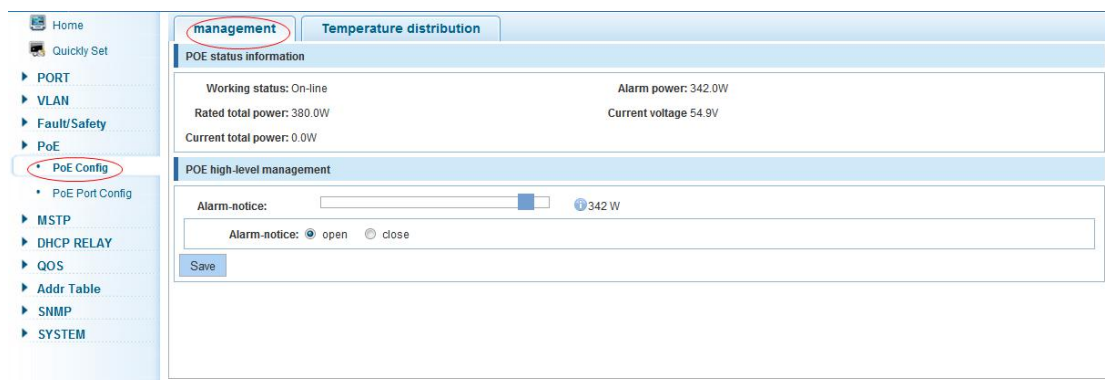 Home
Quickly Set
PORT
VLAN
Fault/Safety
PoE
PoE Config
PoE Port Config
MSTP
DHCP RELAY
QOS
Addr Table
SNMP
SYSTEM
management
Temperature distribution
POE status information
Working status: On-line
Alarm power: 342.0W
Rated total power: 380.0W
Current voltage 54.9V
Current total power: 0.0W
POE high-level management
Alarm-notice:
342 W
Alarm-notice: open close
Save